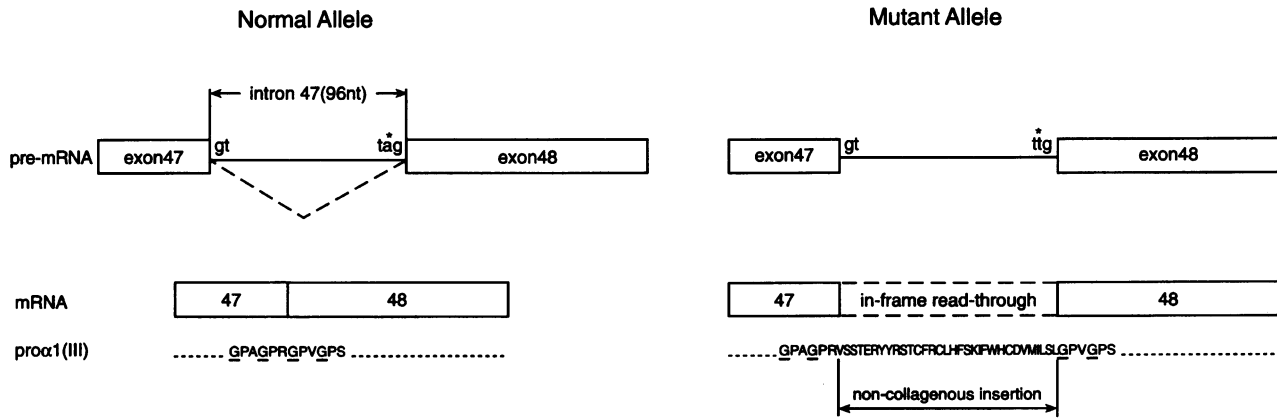 Normal Allele
Mutant Allele
intron 47(96nt)
pre-mRNA
exon47
gt
*
tag
exon48
exon47
gt
*
ttg
exon48
mRNA
47
48
47
in-frame read-through
48
proα1(III)
GPAGPRGPVGPS
GPAGPRVSSTERYYRSTCFRCLHFSKIFWHCDVMILSLGPVGPS
non-collagenous insertion